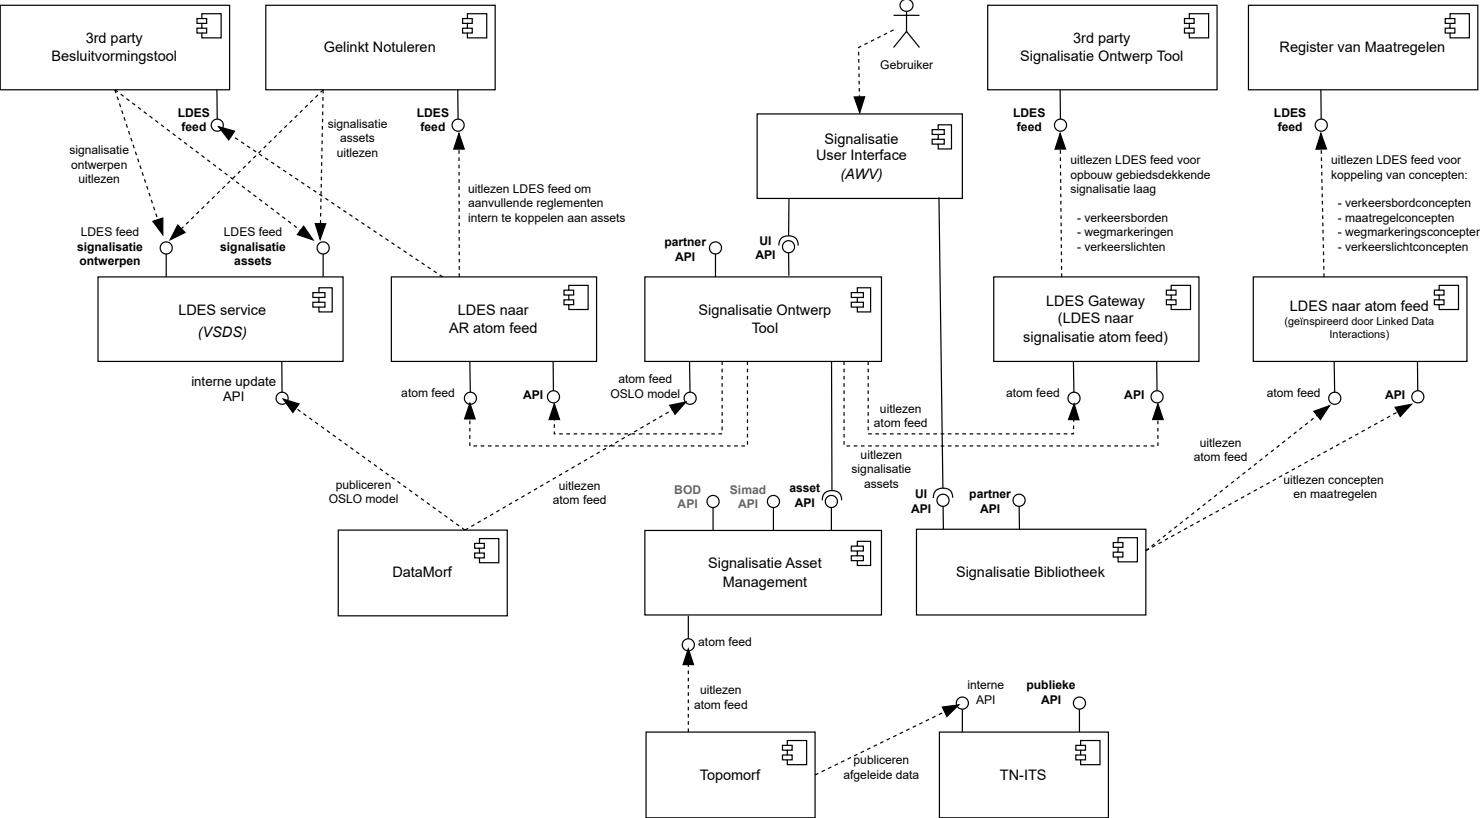 3rd party
Besluitvormingstool
Gelinkt Notuleren
Gebruiker
3rd party
Signalisatie Ontwerp Tool
Register van Maatregelen
LDES
feed
signalisatie
ontwerpen
uitlezen
signalisatie
assets
uitlezen
LDES
feed
Signalisatie
User Interface
(AWV)
LDES
feed
LDES
feed
uitlezen LDES feed om
aanvullende reglementen
intern te koppelen aan assets
uitlezen LDES feed voor
opbouw gebiedsdekkende
signalisatie laag
- verkeersborden
- wegmarkeringen
- verkeerslichten
uitlezen LDES feed voor
koppeling van concepten:
- verkeersbordconcepten
- maatregelconcepten
- wegmarkeringsconcepten
- verkeerslichtconcepten
LDES feed
signalisatie
ontwerpen
LDES feed
signalisatie
assets
partner
API
UI
API
LDES service
(VSDS)
LDES naar
AR atom feed
Signalisatie Ontwerp
Tool
LDES Gateway
(LDES naar
signalisatie atom feed)
LDES naar atom feed
(geïnspireerd door Linked Data
Interactions)
interne update
API
atom feed
API
atom feed
OSLO model
atom feed
API
atom feed
API
uitlezen
atom feed
uitlezen
signalisatie
assets
uitlezen
atom feed
publiceren
OSLO model
uitlezen
atom feed
uitlezen concepten
en maatregelen
BOD
API
Simad
API
asset
API
UI
API
partner
API
DataMorf
Signalisatie Asset
Management
Signalisatie Bibliotheek
atom feed
uitlezen
atom feed
interne
API
publieke
API
Topomorf
publiceren
afgeleide data
TN-ITS